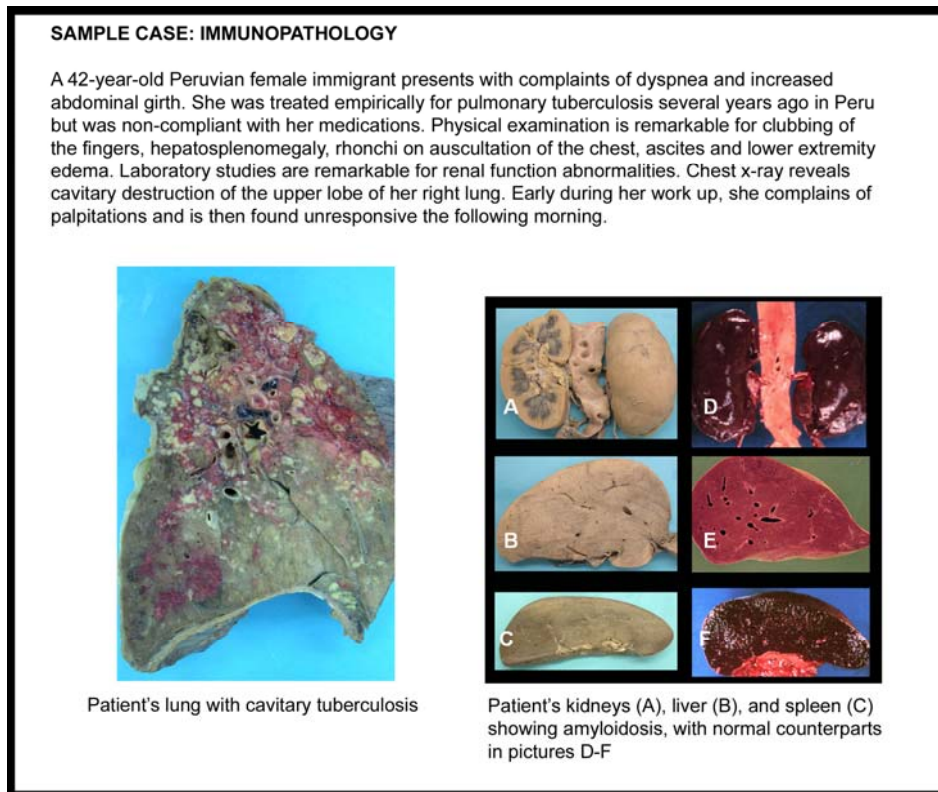 SAMPLE CASE: IMMUNOPATHOLOGY
A 42-year-old Peruvian female immigrant presents with complaints of dyspnea and increased
abdominal girth. She was treated empirically for pulmonary tuberculosis several years ago in Peru
but was non-compliant with her medications. Physical examination is remarkable for clubbing of
the fingers, hepatosplenomegaly, rhonchi on auscultation of the chest, ascites and lower extremity
edema. Laboratory studies are remarkable for renal function abnormalities. Chest x-ray reveals
cavitary destruction of the upper lobe of her right lung. Early during her work up, she complains of
palpitations and is then found unresponsive the following morning.
A
D
B
E
C
F
Patient's lung with cavitary tuberculosis
Patient's kidneys (A), liver (B), and spleen (C)
showing amyloidosis, with normal counterparts
in pictures D-F